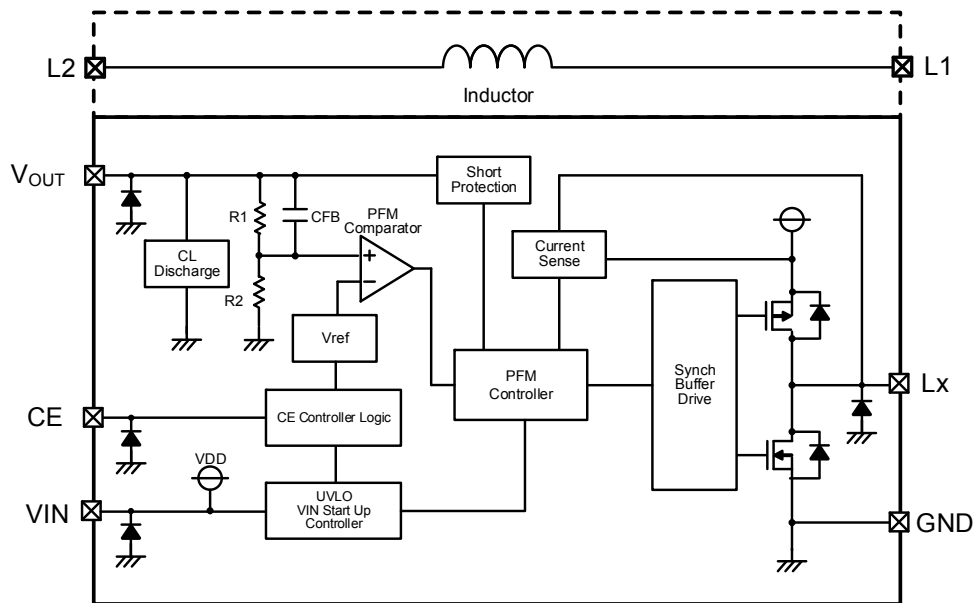 L2
L1
Inductor
VOUT
Short
Protection
R1
CFB
PFM
Comparator
CL
Discharge
Current
Sense
+
R2
−
Vref
PFM
Controller
Synch
Buffer
Drive
Lx
CE
CE Controller Logic
VDD
VIN
UVLO
VIN Start Up
Controller
GND